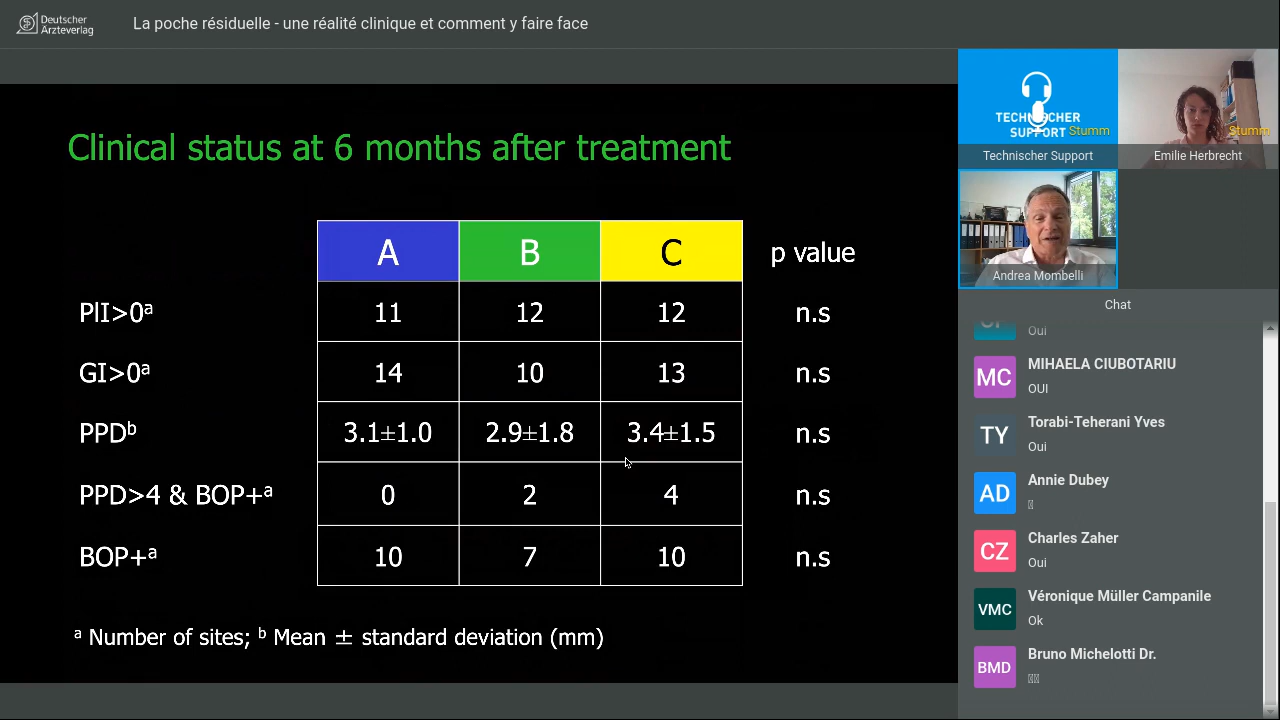 Deutscher
Ärzteverlag
La poche résiduelle - une réalité clinique et comment y faire face
Clinical status at 6 months after treatment
A B C p value
PlI>0ᵃ 11 12 12 n.s
GI>0ᵃ 14 10 13 n.s
PPDᵇ 3.1±1.0 2.9±1.8 3.4±1.5 n.s
PPD>4 & BOP+ᵃ 0 2 4 n.s
BOP+ᵃ 10 7 10 n.s
ᵃ Number of sites; ᵇ Mean ± standard deviation (mm)
TECHNISCHER
SUPPORT
Stumm
Technischer Support
Stumm
Emilie Herbrecht
Andrea Mombelli
Chat
Oui
MC
MIHAELA CIUBOTARIU
OUI
TY
Torabi-Teherani Yves
Oui
AD
Annie Dubey
CZ
Charles Zaher
Oui
VMC
Véronique Müller Campanile
Ok
BMD
Bruno Michelotti Dr.